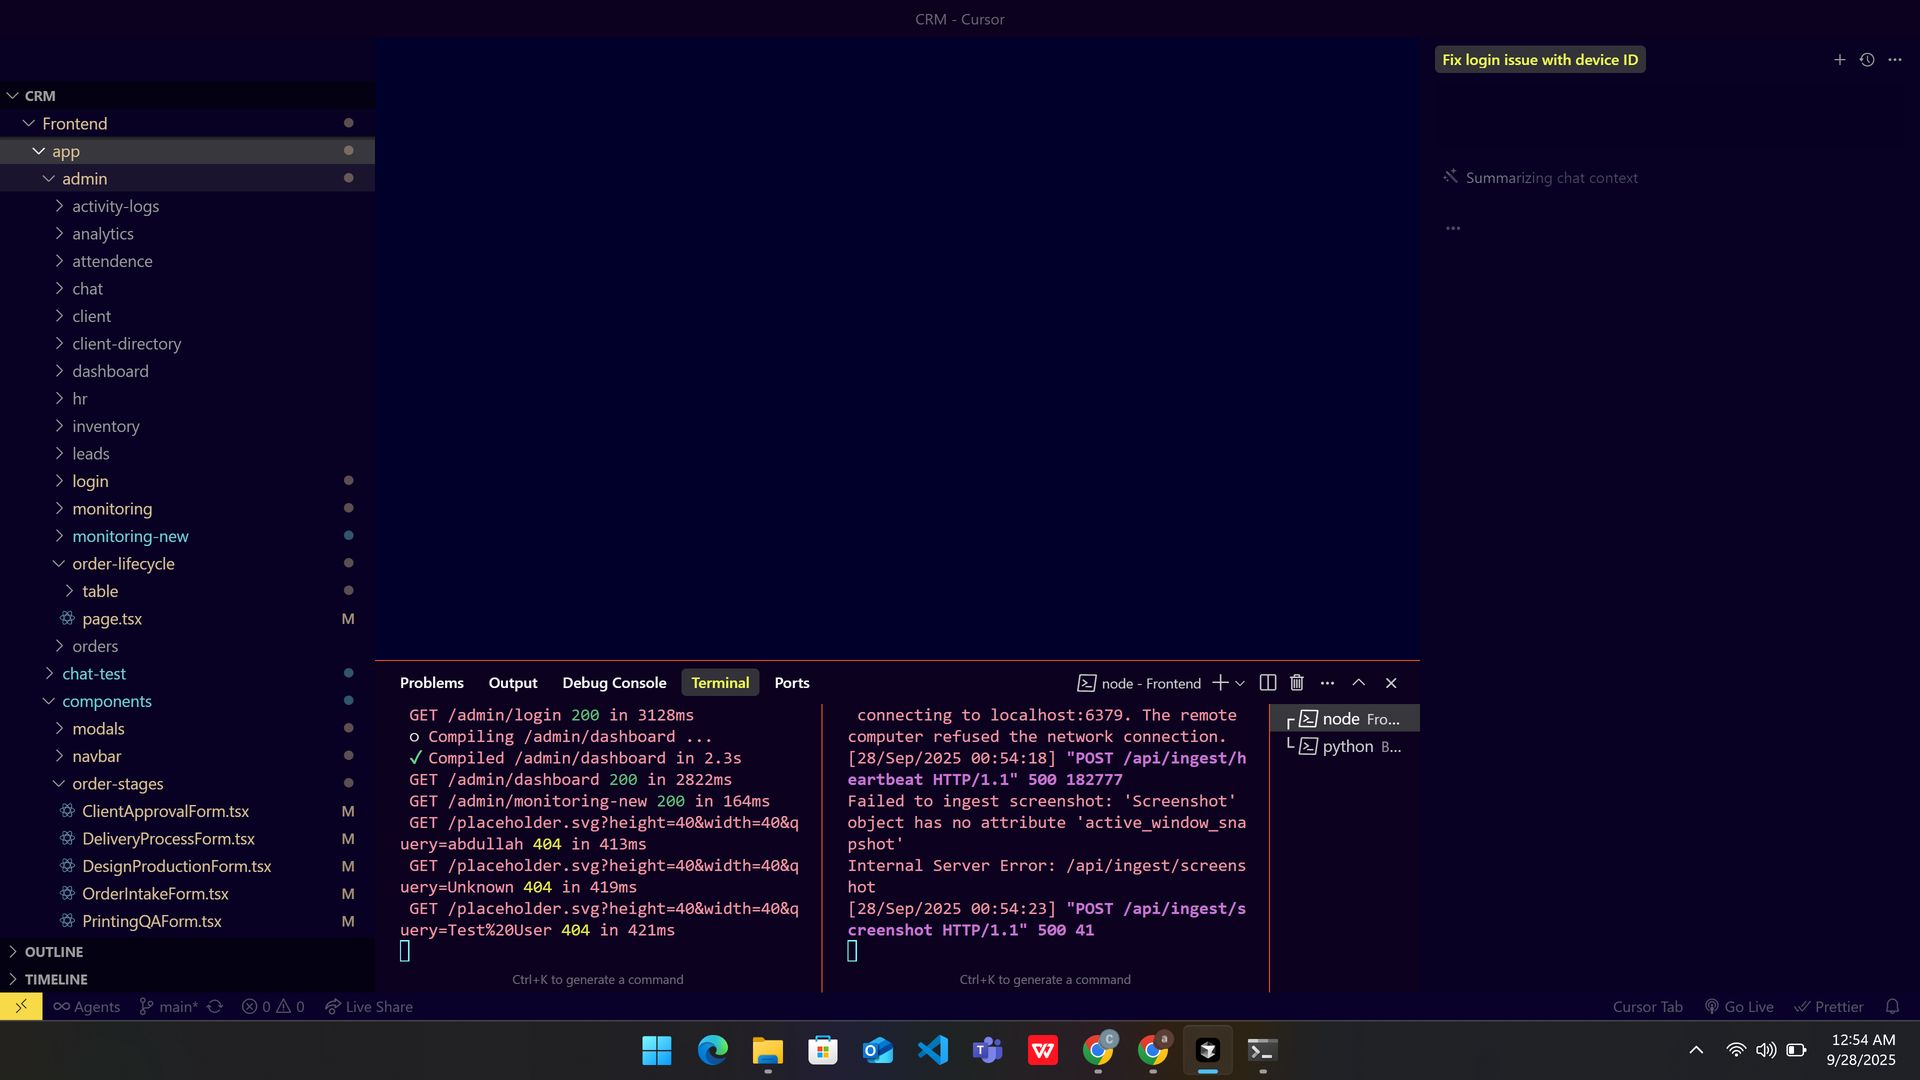 CRM - Cursor
CRM
Frontend
app
admin
activity-logs
analytics
attendence
chat
client
client-directory
dashboard
hr
inventory
leads
login
monitoring
monitoring-new
order-lifecycle
table
page.tsx M
orders
chat-test
components
modals
navbar
order-stages
ClientApprovalForm.tsx M
DeliveryProcessForm.tsx M
DesignProductionForm.tsx M
OrderIntakeForm.tsx M
PrintingQAForm.tsx M
OUTLINE
TIMELINE
Problems Output Debug Console Terminal Ports
node - Frontend
GET /admin/login 200 in 3128ms
○ Compiling /admin/dashboard ...
✓ Compiled /admin/dashboard in 2.3s
GET /admin/dashboard 200 in 2822ms
GET /admin/monitoring-new 200 in 164ms
GET /placeholder.svg?height=40&width=40&q
uery=abdullah 404 in 413ms
GET /placeholder.svg?height=40&width=40&q
uery=Unknown 404 in 419ms
GET /placeholder.svg?height=40&width=40&q
uery=Test%20User 404 in 421ms
Ctrl+K to generate a command
connecting to localhost:6379. The remote
computer refused the network connection.
[28/Sep/2025 00:54:18] "POST /api/ingest/h
eartbeat HTTP/1.1" 500 182777
Failed to ingest screenshot: 'Screenshot'
object has no attribute 'active_window_sna
pshot'
Internal Server Error: /api/ingest/screens
hot
[28/Sep/2025 00:54:23] "POST /api/ingest/s
creenshot HTTP/1.1" 500 41
Ctrl+K to generate a command
node Fro...
python B...
Fix login issue with device ID
Summarizing chat context
...
Agents main* 0 0 Live Share
Cursor Tab Go Live Prettier
12:54 AM
9/28/2025